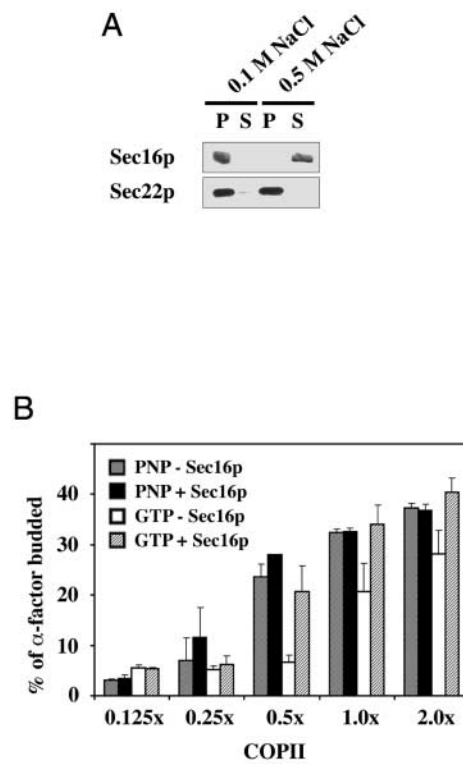 A
0.1 M NaCl
0.5 M NaCl
P S P S
Sec16p
Sec22p
B
% of α-factor budded
40
30
20
10
0
PNP - Sec16p
PNP + Sec16p
GTP - Sec16p
GTP + Sec16p
0.125x 0.25x 0.5x 1.0x 2.0x
COPII